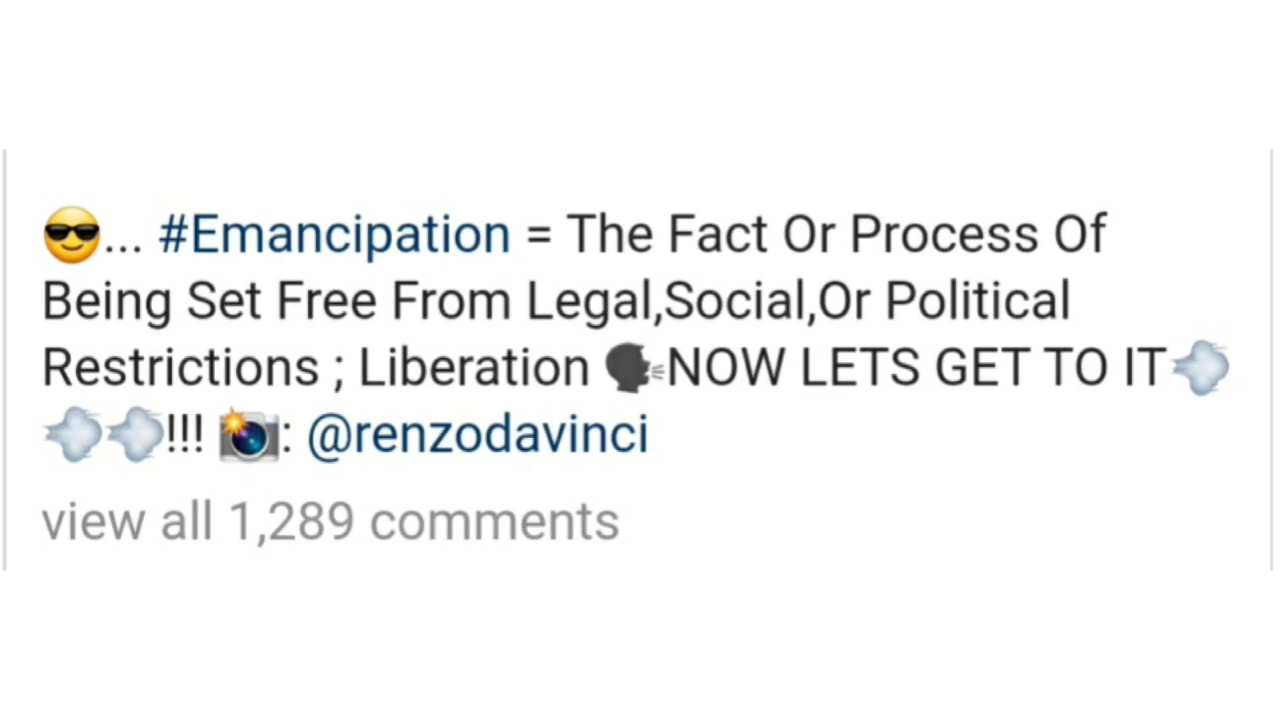 😎... #Emancipation = The Fact Or Process Of
Being Set Free From Legal,Social,Or Political
Restrictions ; Liberation 🗣NOW LETS GET TO IT💨
💨💨!!! 📸: @renzodavinci
view all 1,289 comments